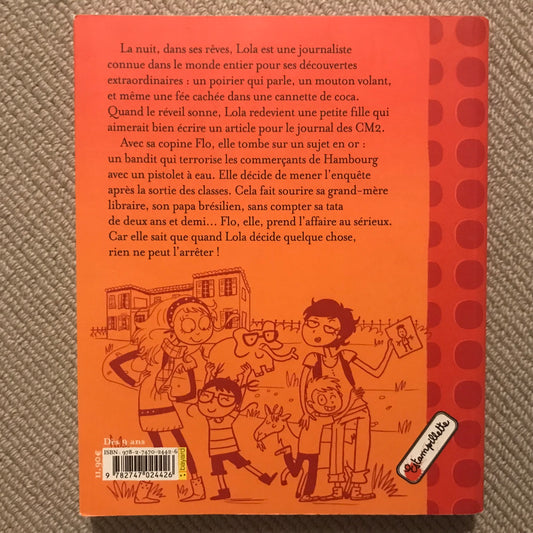 La nuit, dans ses rêves, Lola est une journaliste
connue dans le monde entier pour ses découvertes
extraordinaires : un poirier qui parle, un mouton volant,
et même une fée cachée dans une cannette de coca.
Quand le réveil sonne, Lola redevient une petite fille qui
aimerait bien écrire un article pour le journal des CM2.
Avec sa copine Flo, elle tombe sur un sujet en or :
un bandit qui terrorise les commerçants de Hambourg
avec un pistolet à eau. Elle décide de mener l'enquête
après la sortie des classes. Cela fait sourire sa grand-mère
libraire, son papa brésilien, sans compter sa tata
de deux ans et demi... Flo, elle, prend l'affaire au sérieux.
Car elle sait que quand Lola décide quelque chose,
rien ne peut l'arrêter !
Dès 9 ans
ISBN. 978-2-7470-2442-6
11,90 €
bayard
9 782747 024426
Estampillette